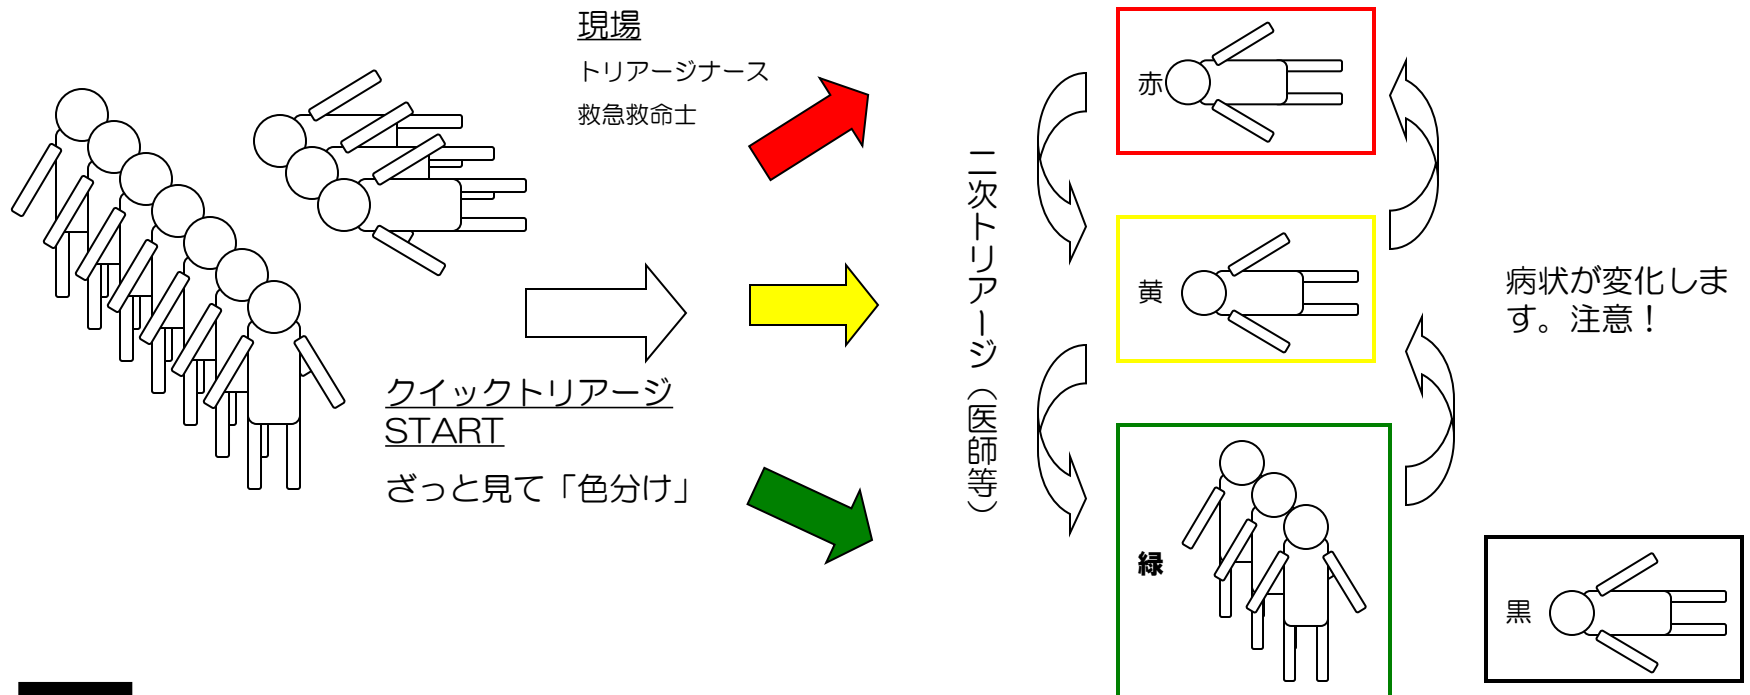 現場
トリアージナース
救急救命士
クイックトリアージ
START
ざっと見て「色分け」
二次トリアージ（医師等）
赤
黄
緑
黒
病状が変化しま
す。注意！